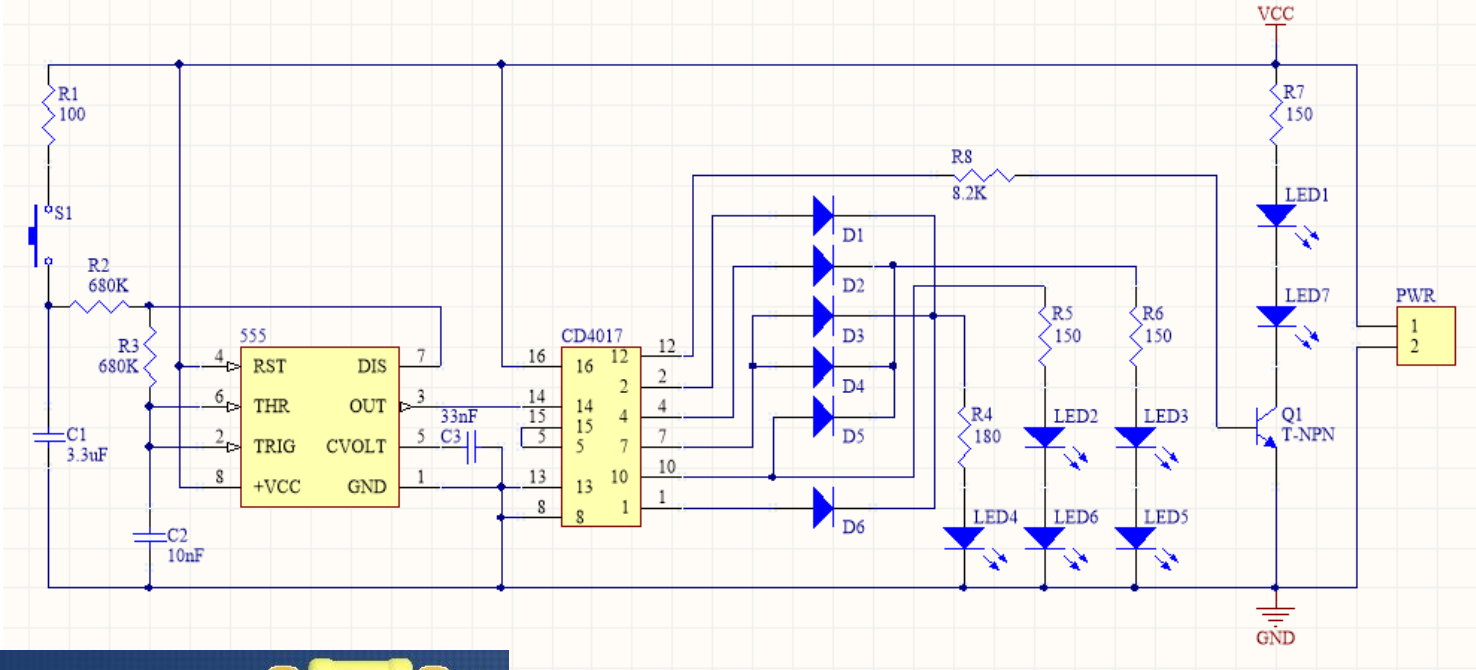 VCC
R1
100
R7
150
R8
8.2K
S1
LED1
D1
R2
680K
D2
LED7
PWR
1
2
R3
680K
555
CD4017
D3
R5
150
R6
150
4
RST
DIS
7
16
16
12
12
2
2
D4
6
THR
OUT
3
14
14
15
15
4
4
33nF
C3
R4
180
LED2
LED3
Q1
T-NPN
C1
3.3uF
2
TRIG
CVOLT
5
5
5
7
7
D5
8
+VCC
GND
1
13
13
10
10
8
8
1
1
D6
LED4
LED6
LED5
C2
10nF
GND